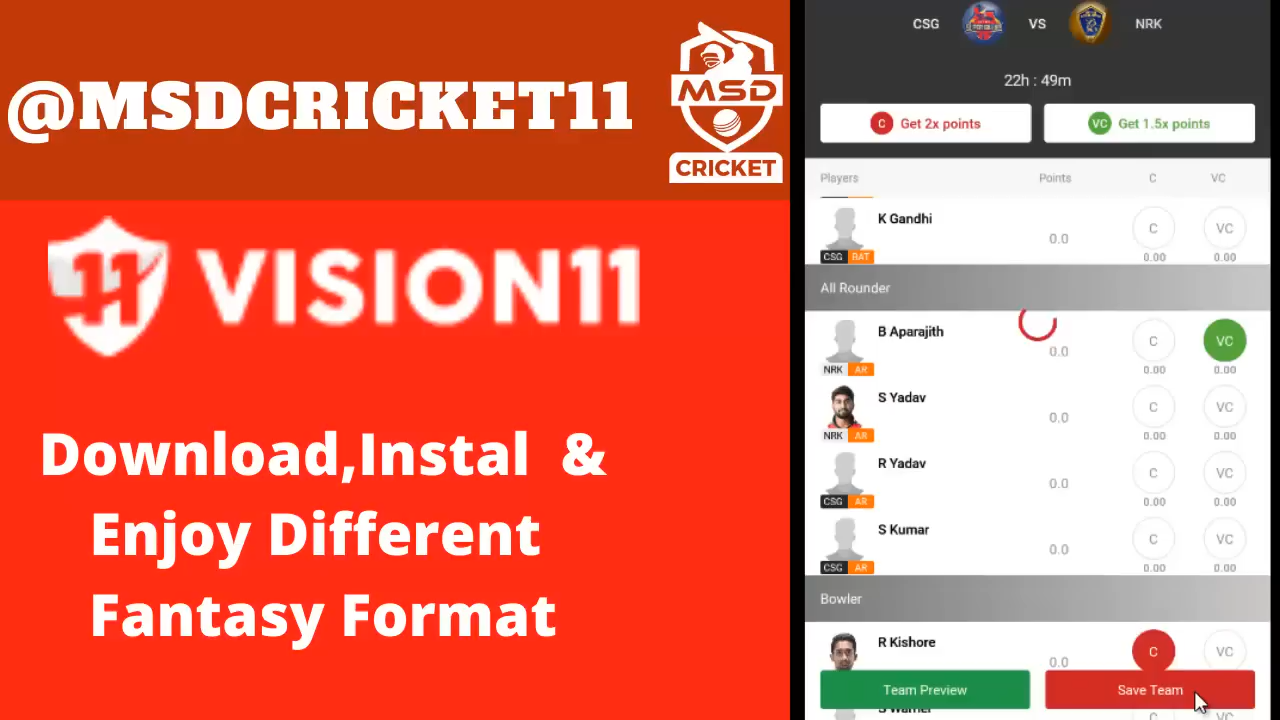 @MSDCRICKET11
MSD
CRICKET
VISION11
Download,Instal &
Enjoy Different
Fantasy Format
CSG VS NRK
22h : 49m
C Get 2x points
VC Get 1.5x points
Players Points C VC
K Gandhi
0.0 C VC
CSG BAT 0.00 0.00
All Rounder
B Aparajith
0.0 C VC
NRK AR 0.00 0.00
S Yadav
0.0 C VC
NRK AR 0.00 0.00
R Yadav
0.0 C VC
CSG AR 0.00 0.00
S Kumar
0.0 C VC
CSG AR 0.00 0.00
Bowler
R Kishore
0.0 C VC
Team Preview Save Team
C VC